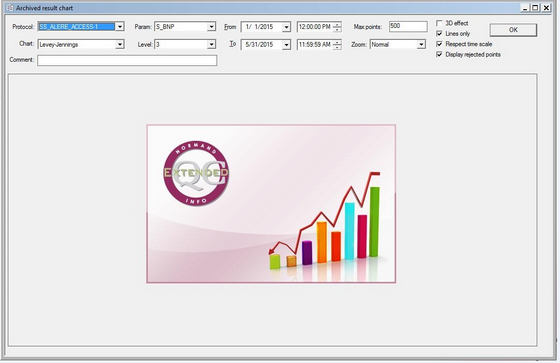 Archived result chart
Protocol: SS_ALERE_ACCESS-1 Param: S_BNP From 1/ 1/2015 12:00:00 PM Max points: 500 3D effect OK
Chart: Levey-Jennings Level: 3 To 5/31/2015 11:59:59 AM Zoom: Normal Lines only
Respect time scale
Comment: Display rejected points
NORMAND
QC
EXTENDED
INFO